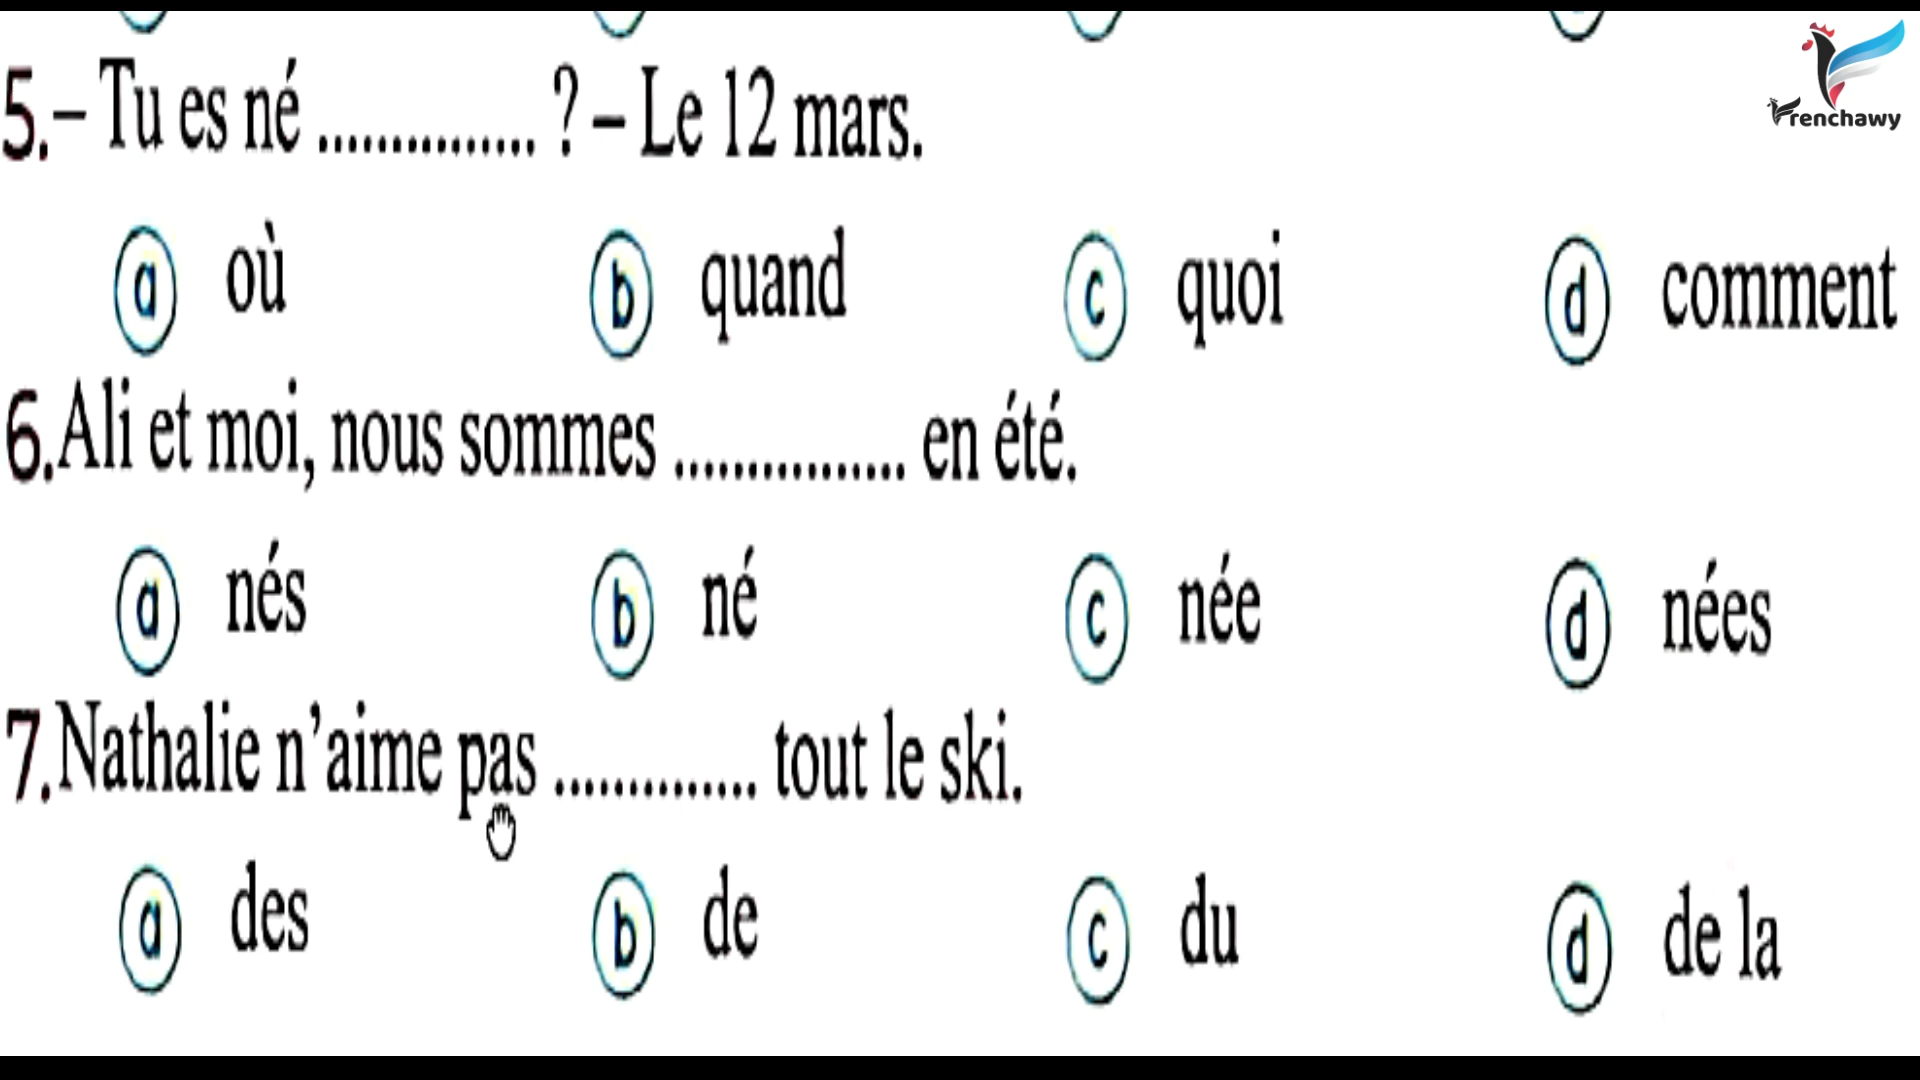 renchawy
5.– Tu es né ............... ? – Le 12 mars.
a où b quand c quoi d comment
6.Ali et moi, nous sommes ................ en été.
a nés b né c née d nées
7.Nathalie n’aime pas .............. tout le ski.
a des b de c du d de la